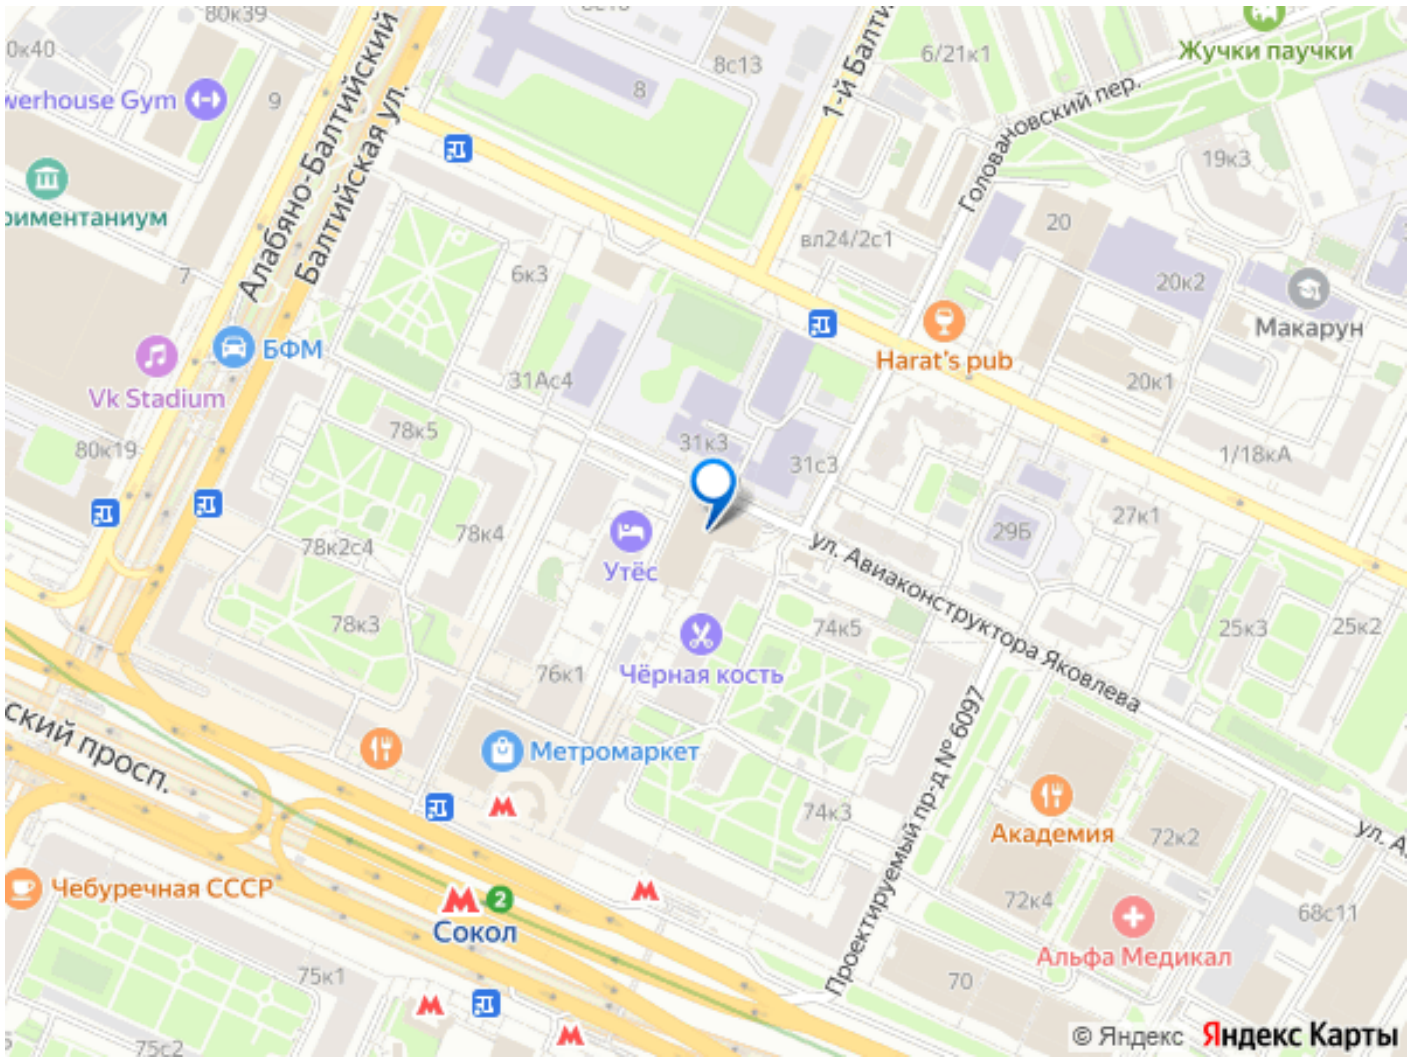 80к39
8с13
6/21к1
Жучки паучки
0к40
werhouse Gym
9
8
1-й Балти
Головановский пер.
19к3
Алабяно-Балтийский
Балтийская ул.
риментаниум
7
6к3
вл24/2с1
20
20к2
Макарун
БФМ
Vk Stadium
31Ас4
Harat's pub
20к1
80к19
78к5
31к3
31с3
1/18кА
78к2с4
78к4
Утёс
29Б
27к1
ул. Авиаконструктора Яковлева
78к3
76к1
Чёрная кость
74к5
25к3
25к2
ский просп.
Метромаркет
74к3
Проектируемый пр-д № 6097
Академия
72к2
ул. А.
Чебуречная СССР
2
Сокол
72к4
68с11
Альфа Медикал
75к1
70
75с2
© Яндекс Яндекс Карты